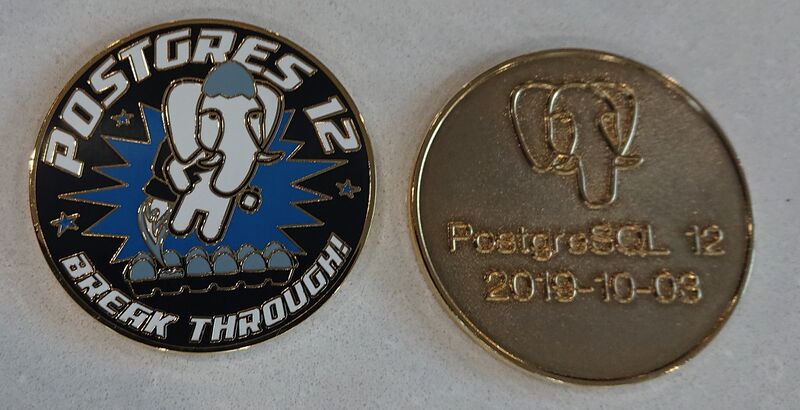 POSTGRES 12
BREAK THROUGH!
PostgreSQL 12
2019-10-03